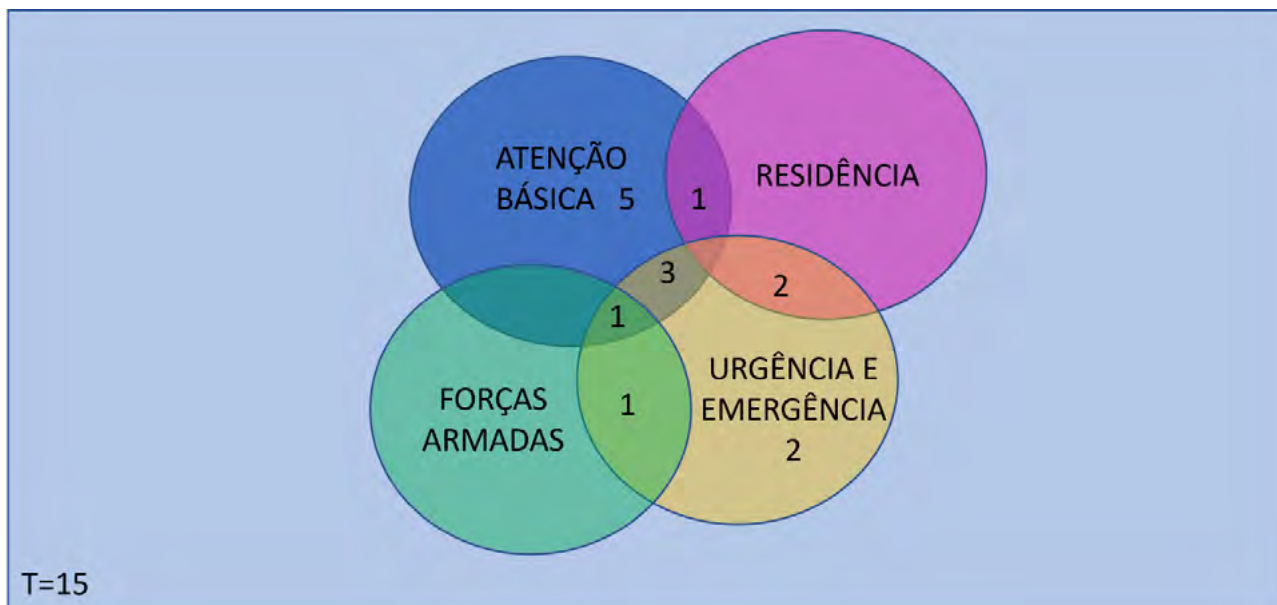 ATENÇÃO
BÁSICA 5
1
RESIDÊNCIA
3
2
1
FORÇAS
ARMADAS
1
URGÊNCIA E
EMERGÊNCIA
2
T=15